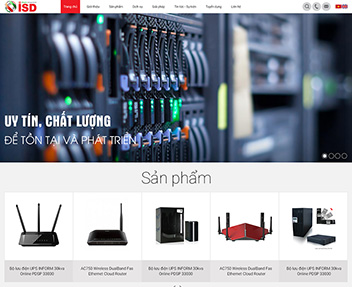 ISD
Trang chủ Giới thiệu Sản phẩm Dịch vụ Giải pháp Tin tức - Sự kiện Tuyển dụng Liên hệ
UY TÍN, CHẤT LƯỢNG
ĐỂ TỒN TẠI VÀ PHÁT TRIỂN
Sản phẩm
Bộ lưu điện UPS INFORM 30kva Online PDSP 33030
AC750 Wireless DualBand Fas Ethernet Cloud Router
Bộ lưu điện UPS INFORM 30kva Online PDSP 33030
AC750 Wireless DualBand Fas Ethernet Cloud Router
Bộ lưu điện UPS INFORM 30kva Online PDSP 33030